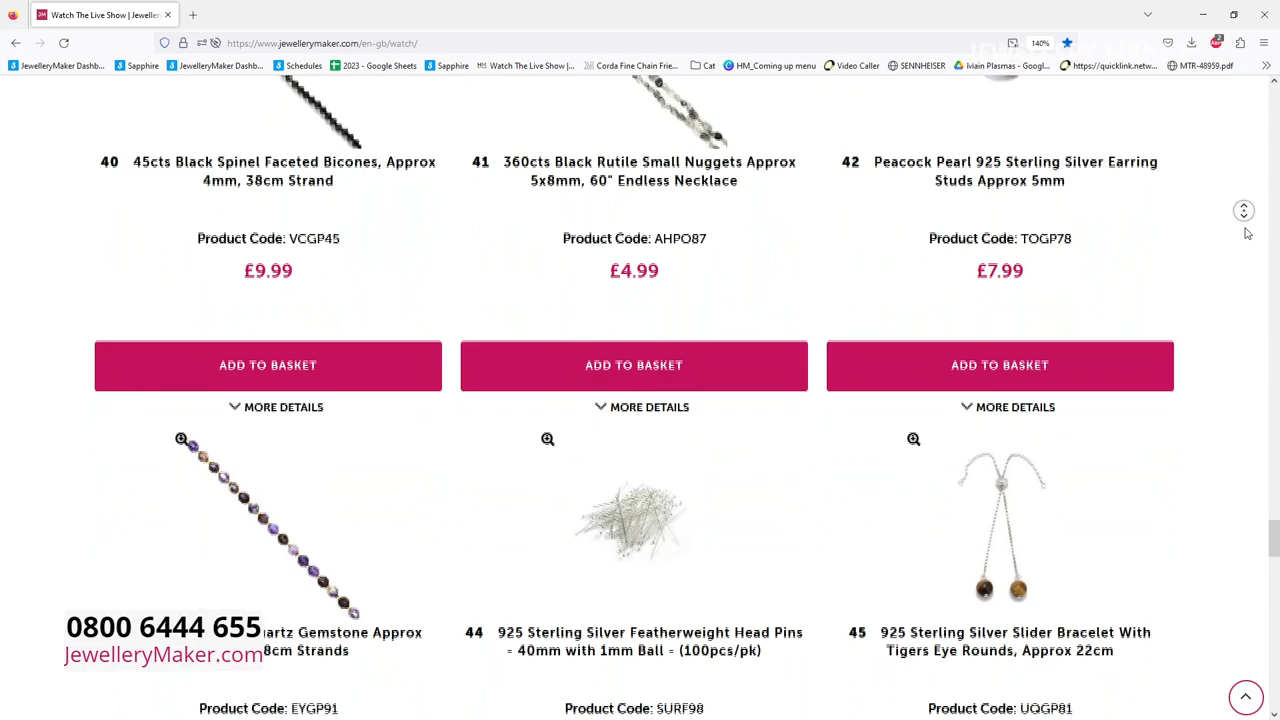 Watch The Live Show | Jeweller
https://www.jewellerymaker.com/en-gb/watch/
140%
JewelleryMaker Dashb...
Sapphire
JewelleryMaker Dashb...
Schedules
2023 - Google Sheets
Sapphire
Watch The Live Show |...
Corda Fine Chain Frie...
Cat
HM_Coming up menu
Video Caller
SENNHEISER
Main Plasmas - Googl...
https://quicklink.netw...
MTR-48959.pdf
40 45cts Black Spinel Faceted Bicones, Approx
4mm, 38cm Strand
41 360cts Black Rutile Small Nuggets Approx
5x8mm, 60" Endless Necklace
42 Peacock Pearl 925 Sterling Silver Earring
Studs Approx 5mm
Product Code: VCGP45
Product Code: AHPO87
Product Code: TOGP78
£9.99
£4.99
£7.99
ADD TO BASKET
ADD TO BASKET
ADD TO BASKET
MORE DETAILS
MORE DETAILS
MORE DETAILS
0800 6444 655
JewelleryMaker.com
Gemstone Approx
Strands
44 925 Sterling Silver Featherweight Head Pins
= 40mm with 1mm Ball = (100pcs/pk)
45 925 Sterling Silver Slider Bracelet With
Tigers Eye Rounds, Approx 22cm
Product Code: EYGP91
Product Code: SURF98
Product Code: UQGP81